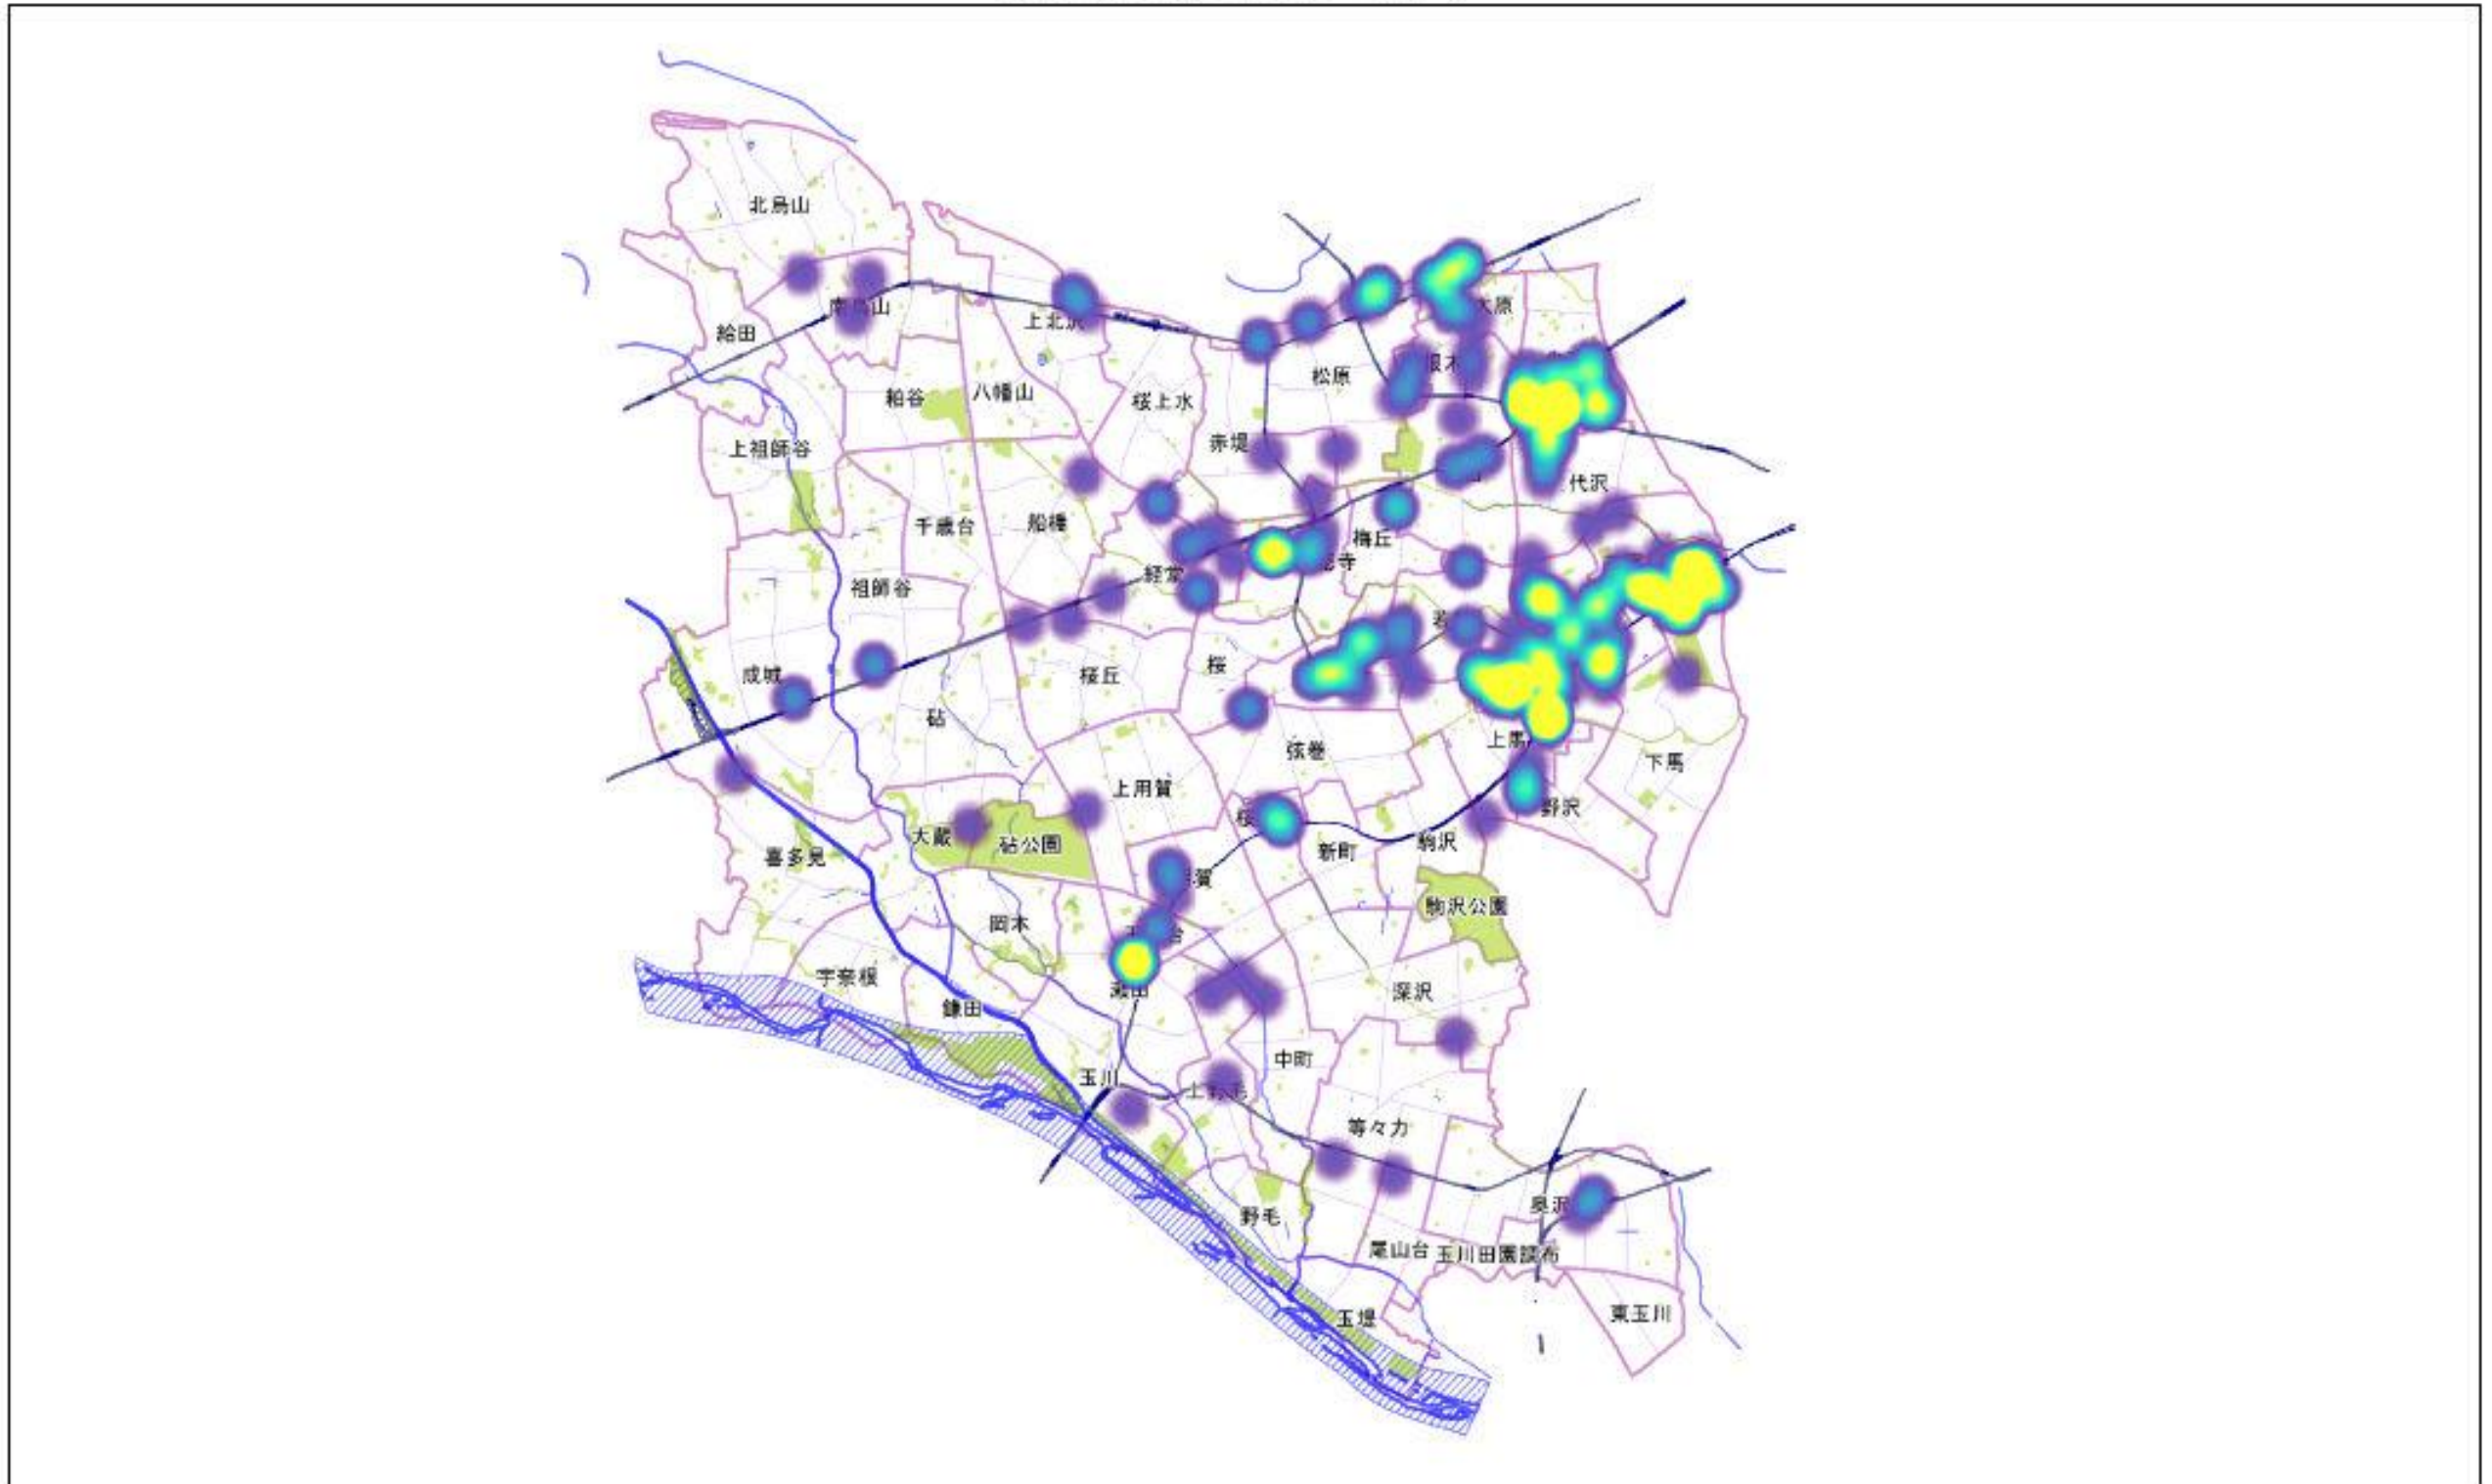 北烏山
給田
上北沢
大原
粕谷
八幡山
桜上水
松原
上祖師谷
赤堤
代沢
千歳台
船橋
梅丘
経堂
祖師谷
成城
桜丘
桜
砧
弦巻
上馬
下馬
上用賀
野沢
大蔵
砧公園
喜多見
新町
駒沢
駒沢公園
岡本
宇奈根
鎌田
瀬田
深沢
中町
玉川
等々力
奥沢
野毛
尾山台
玉川田園調布
玉堤
東玉川